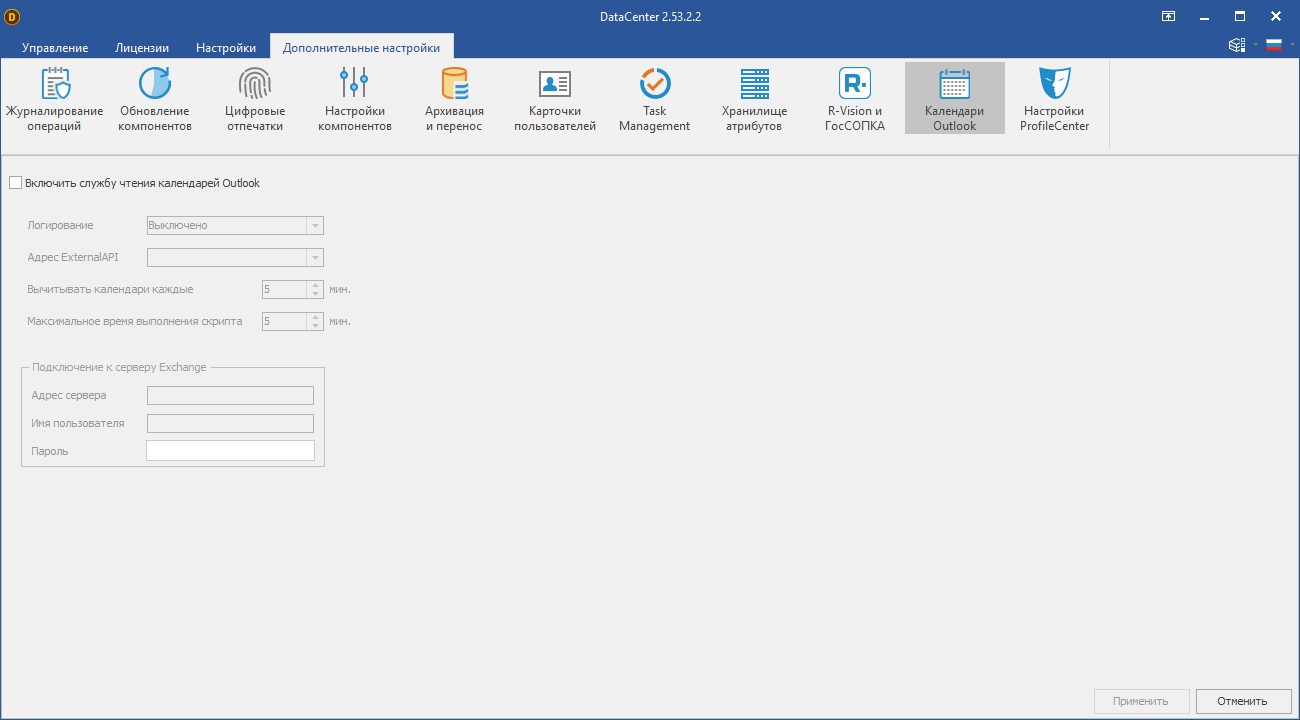 D
DataCenter 2.53.2.2
Управление
Лицензии
Настройки
Дополнительные настройки
Журналирование
операций
Обновление
компонентов
Цифровые
отпечатки
Настройки
компонентов
Архивация
и перенос
Карточки
пользователей
Task
Management
Хранилище
атрибутов
R.
R-Vision и
ГосСОПКА
Календари
Outlook
Настройки
ProfileCenter
Включить службу чтения календарей Outlook
Логирование Выключено
Адрес ExternalAPI
Вычитывать календари каждые 5 мин.
Максимальное время выполнения скрипта 5 мин.
Подключение к серверу Exchange
Адрес сервера
Имя пользователя
Пароль
Применить
Отменить